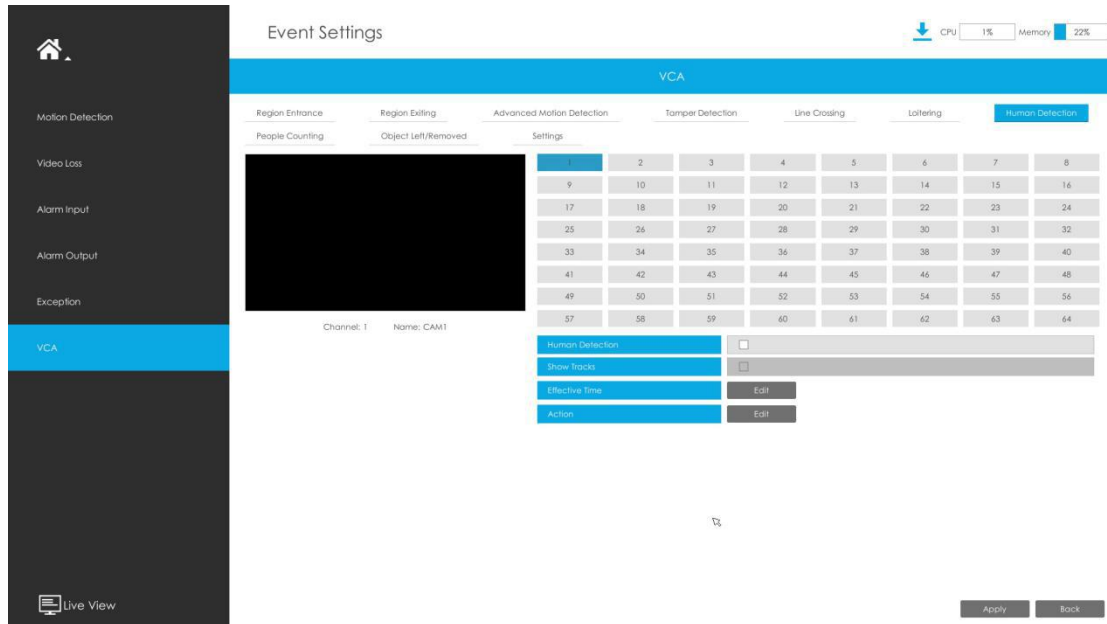 Event Settings
CPU 1% Memory 22%
VCA
Motion Detection
Video Loss
Alarm Input
Alarm Output
Exception
VCA
Live View
Region Entrance Region Exiting Advanced Motion Detection Tamper Detection Line Crossing Loitering Human Detection
People Counting Object Left/Removed Settings
1 2 3 4 5 6 7 8
9 10 11 12 13 14 15 16
17 18 19 20 21 22 23 24
25 26 27 28 29 30 31 32
33 34 35 36 37 38 39 40
41 42 43 44 45 46 47 48
49 50 51 52 53 54 55 56
57 58 59 60 61 62 63 64
Channel: 1 Name: CAM1
Human Detection
Show Tracks
Effective Time Edit
Action Edit
Apply Back